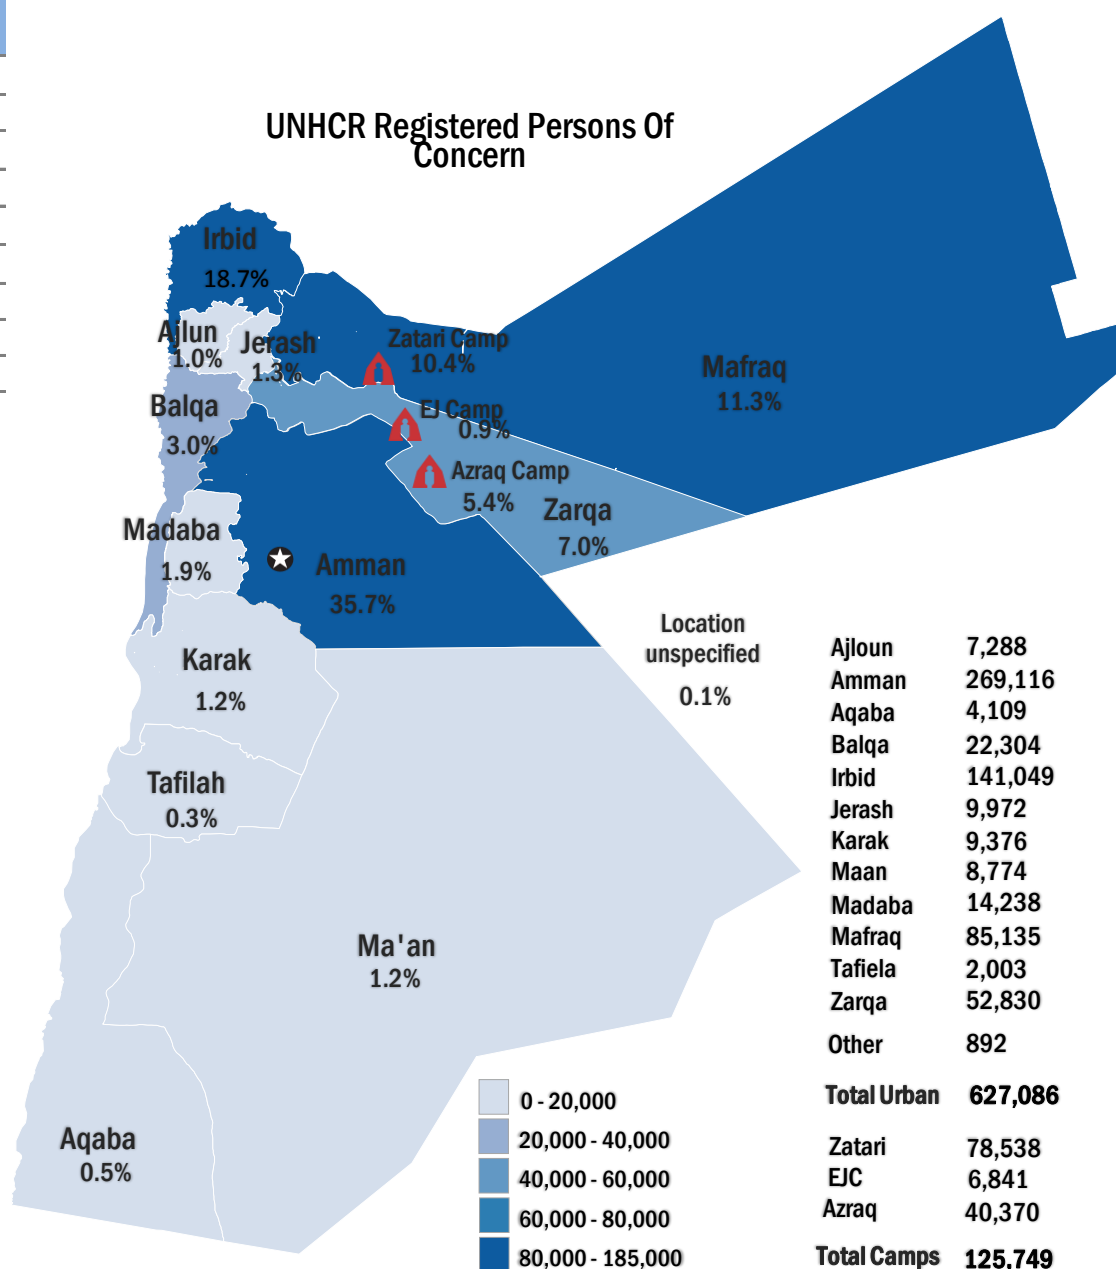 UNHCR Registered Persons Of
Concern
Irbid
18.7%
Ajlun
1.0%
Jerash
1.3%
Zatari Camp
10.4%
Mafraq
11.3%
Balqa
3.0%
EJ Camp
0.9%
Azraq Camp
5.4%
Zarqa
7.0%
Madaba
1.9%
Amman
35.7%
Karak
1.2%
Location
unspecified
0.1%
Tafilah
0.3%
Ma'an
1.2%
Aqaba
0.5%
0 - 20,000
20,000 - 40,000
40,000 - 60,000
60,000 - 80,000
80,000 - 185,000
Ajloun 7,288
Amman 269,116
Aqaba 4,109
Balqa 22,304
Irbid 141,049
Jerash 9,972
Karak 9,376
Maan 8,774
Madaba 14,238
Mafraq 85,135
Tafiela 2,003
Zarqa 52,830
Other 892
Total Urban 627,086
Zatari 78,538
EJC 6,841
Azraq 40,370
Total Camps 125,749